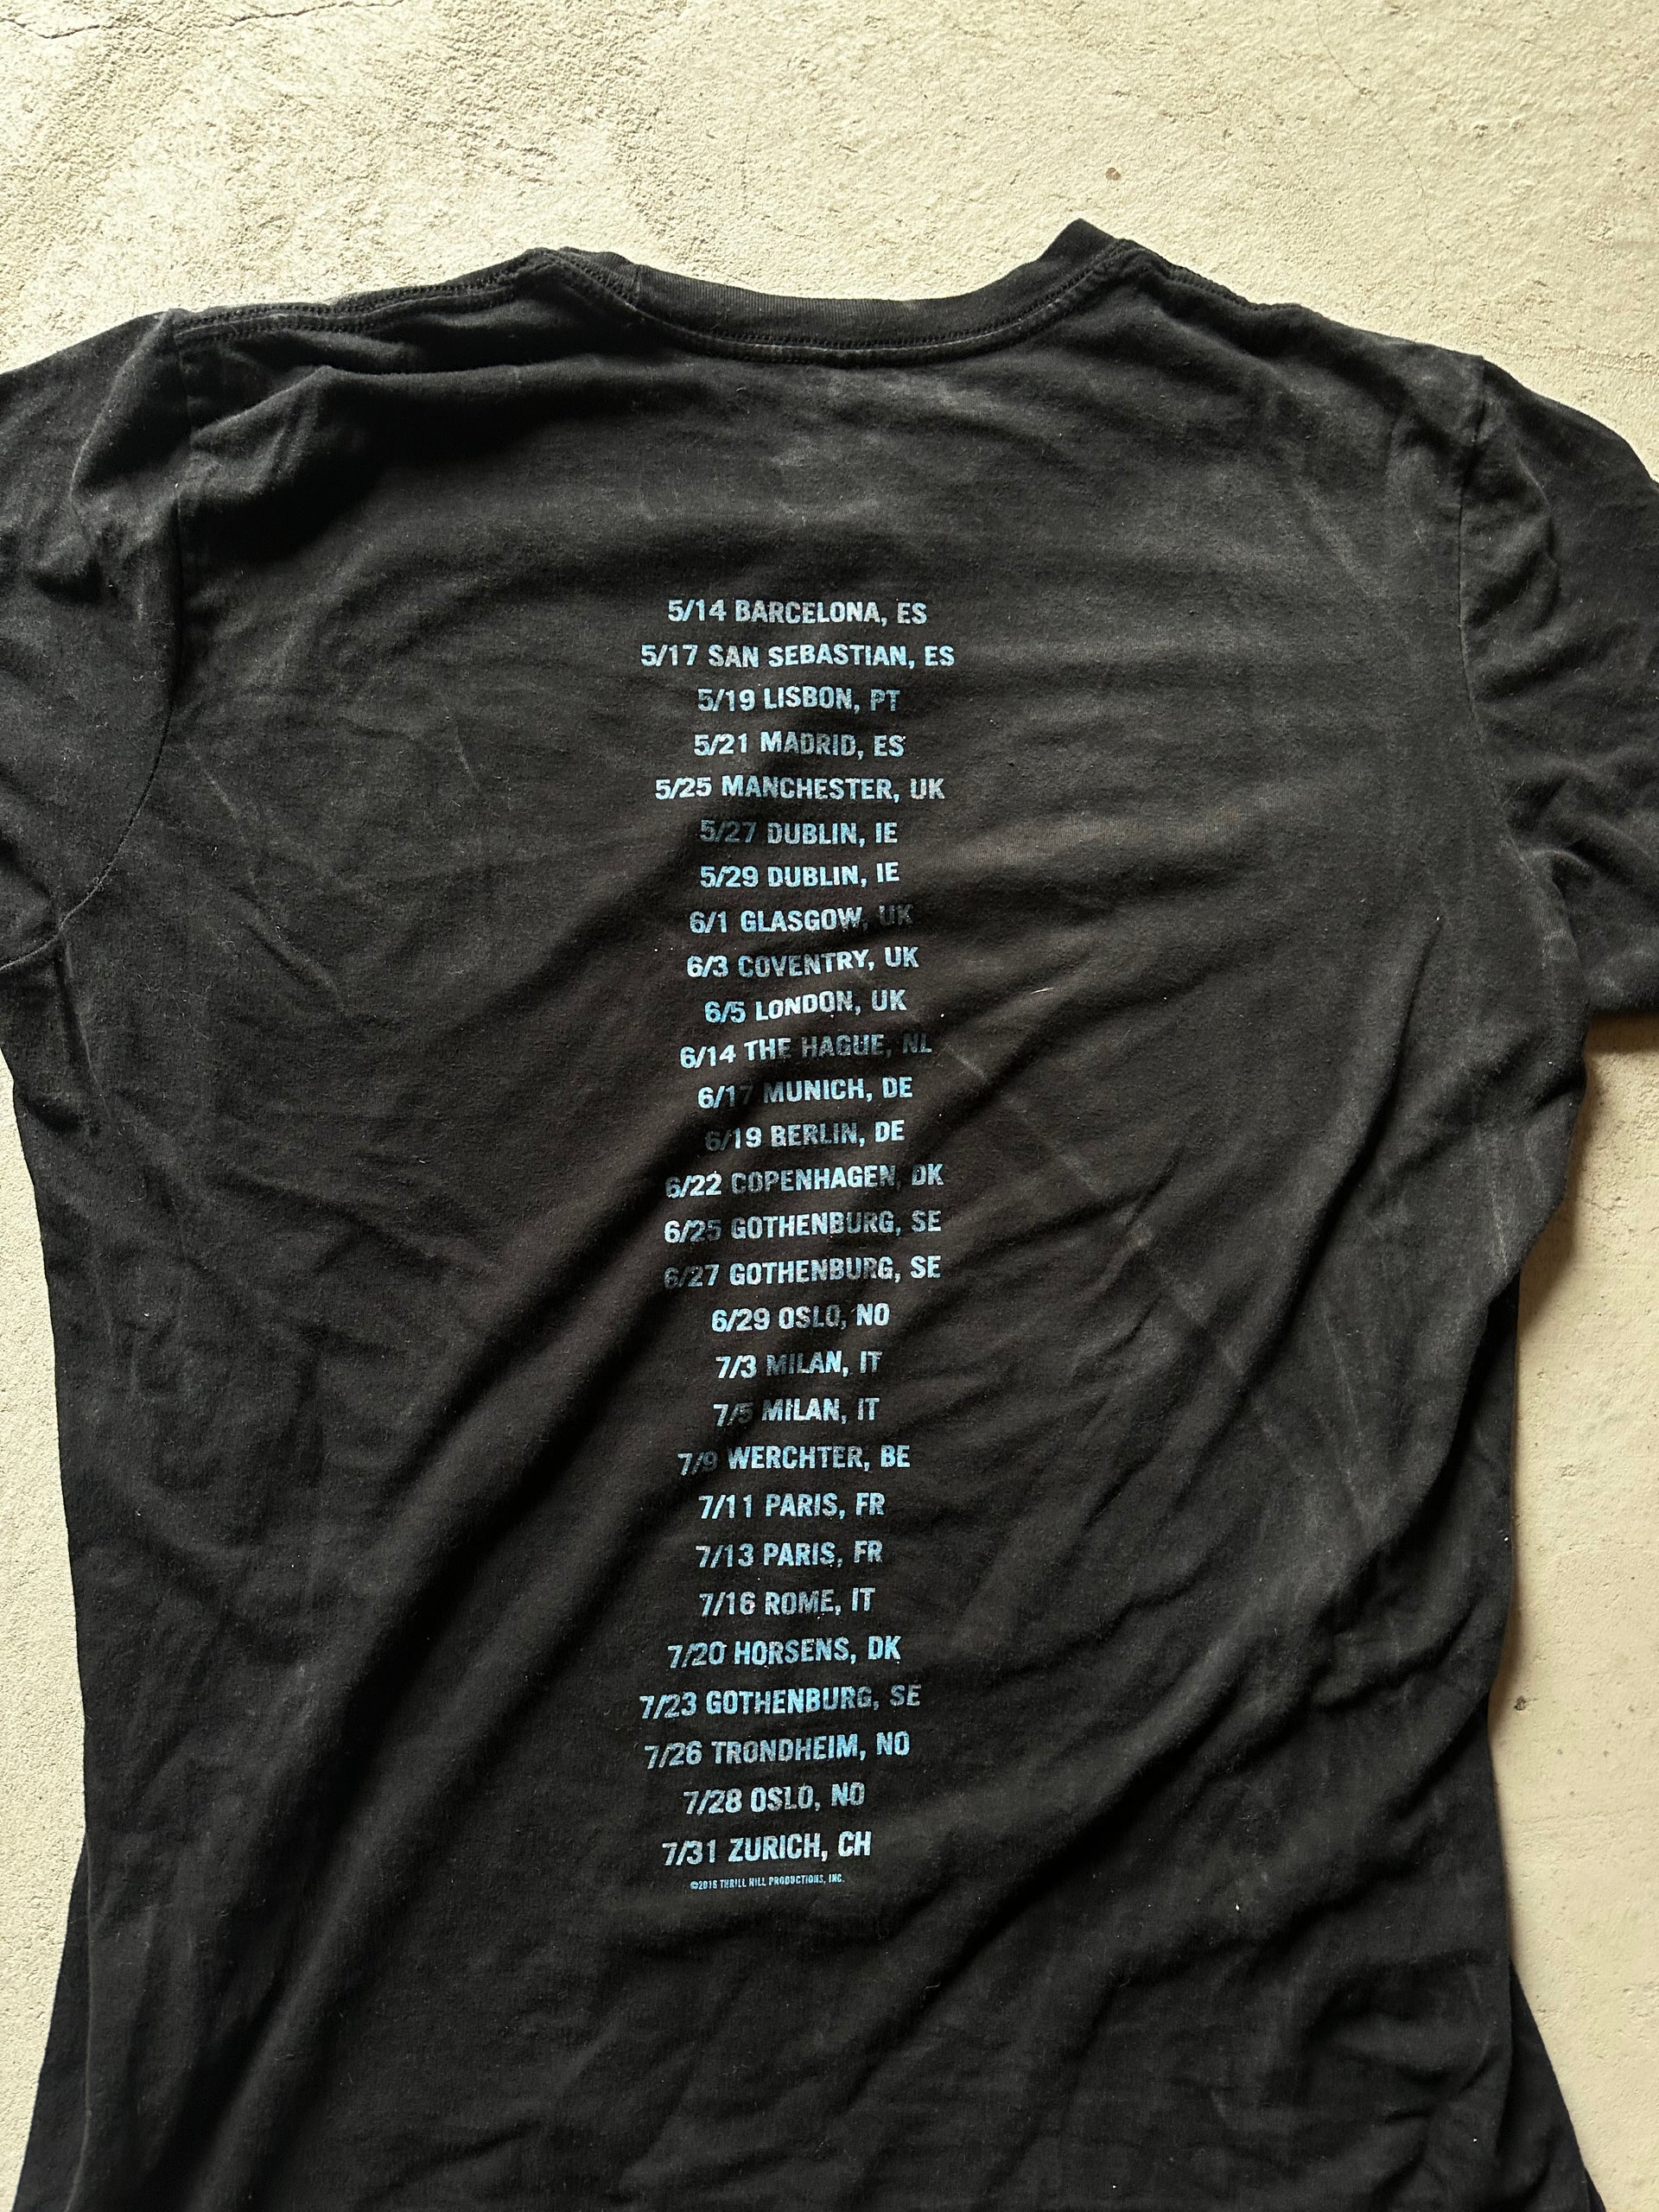 5/14 BARCELONA, ES
5/17 SAN SEBASTIAN, ES
5/19 LISBON, PT
5/21 MADRID, ES
5/25 MANCHESTER, UK
5/27 DUBLIN, IE
5/29 DUBLIN, IE
6/1 GLASGOW, UK
6/3 COVENTRY, UK
6/5 LONDON, UK
6/14 THE HAGUE, NL
6/17 MUNICH, DE
6/19 BERLIN, DE
6/22 COPENHAGEN, DK
6/25 GOTHENBURG, SE
6/27 GOTHENBURG, SE
6/29 OSLO, NO
7/3 MILAN, IT
7/5 MILAN, IT
7/9 WERCHTER, BE
7/11 PARIS, FR
7/13 PARIS, FR
7/16 ROME, IT
7/20 HORSENS, DK
7/23 GOTHENBURG, SE
7/26 TRONDHEIM, NO
7/28 OSLO, NO
7/31 ZURICH, CH
©2016 THRILL HILL PRODUCTIONS, INC.